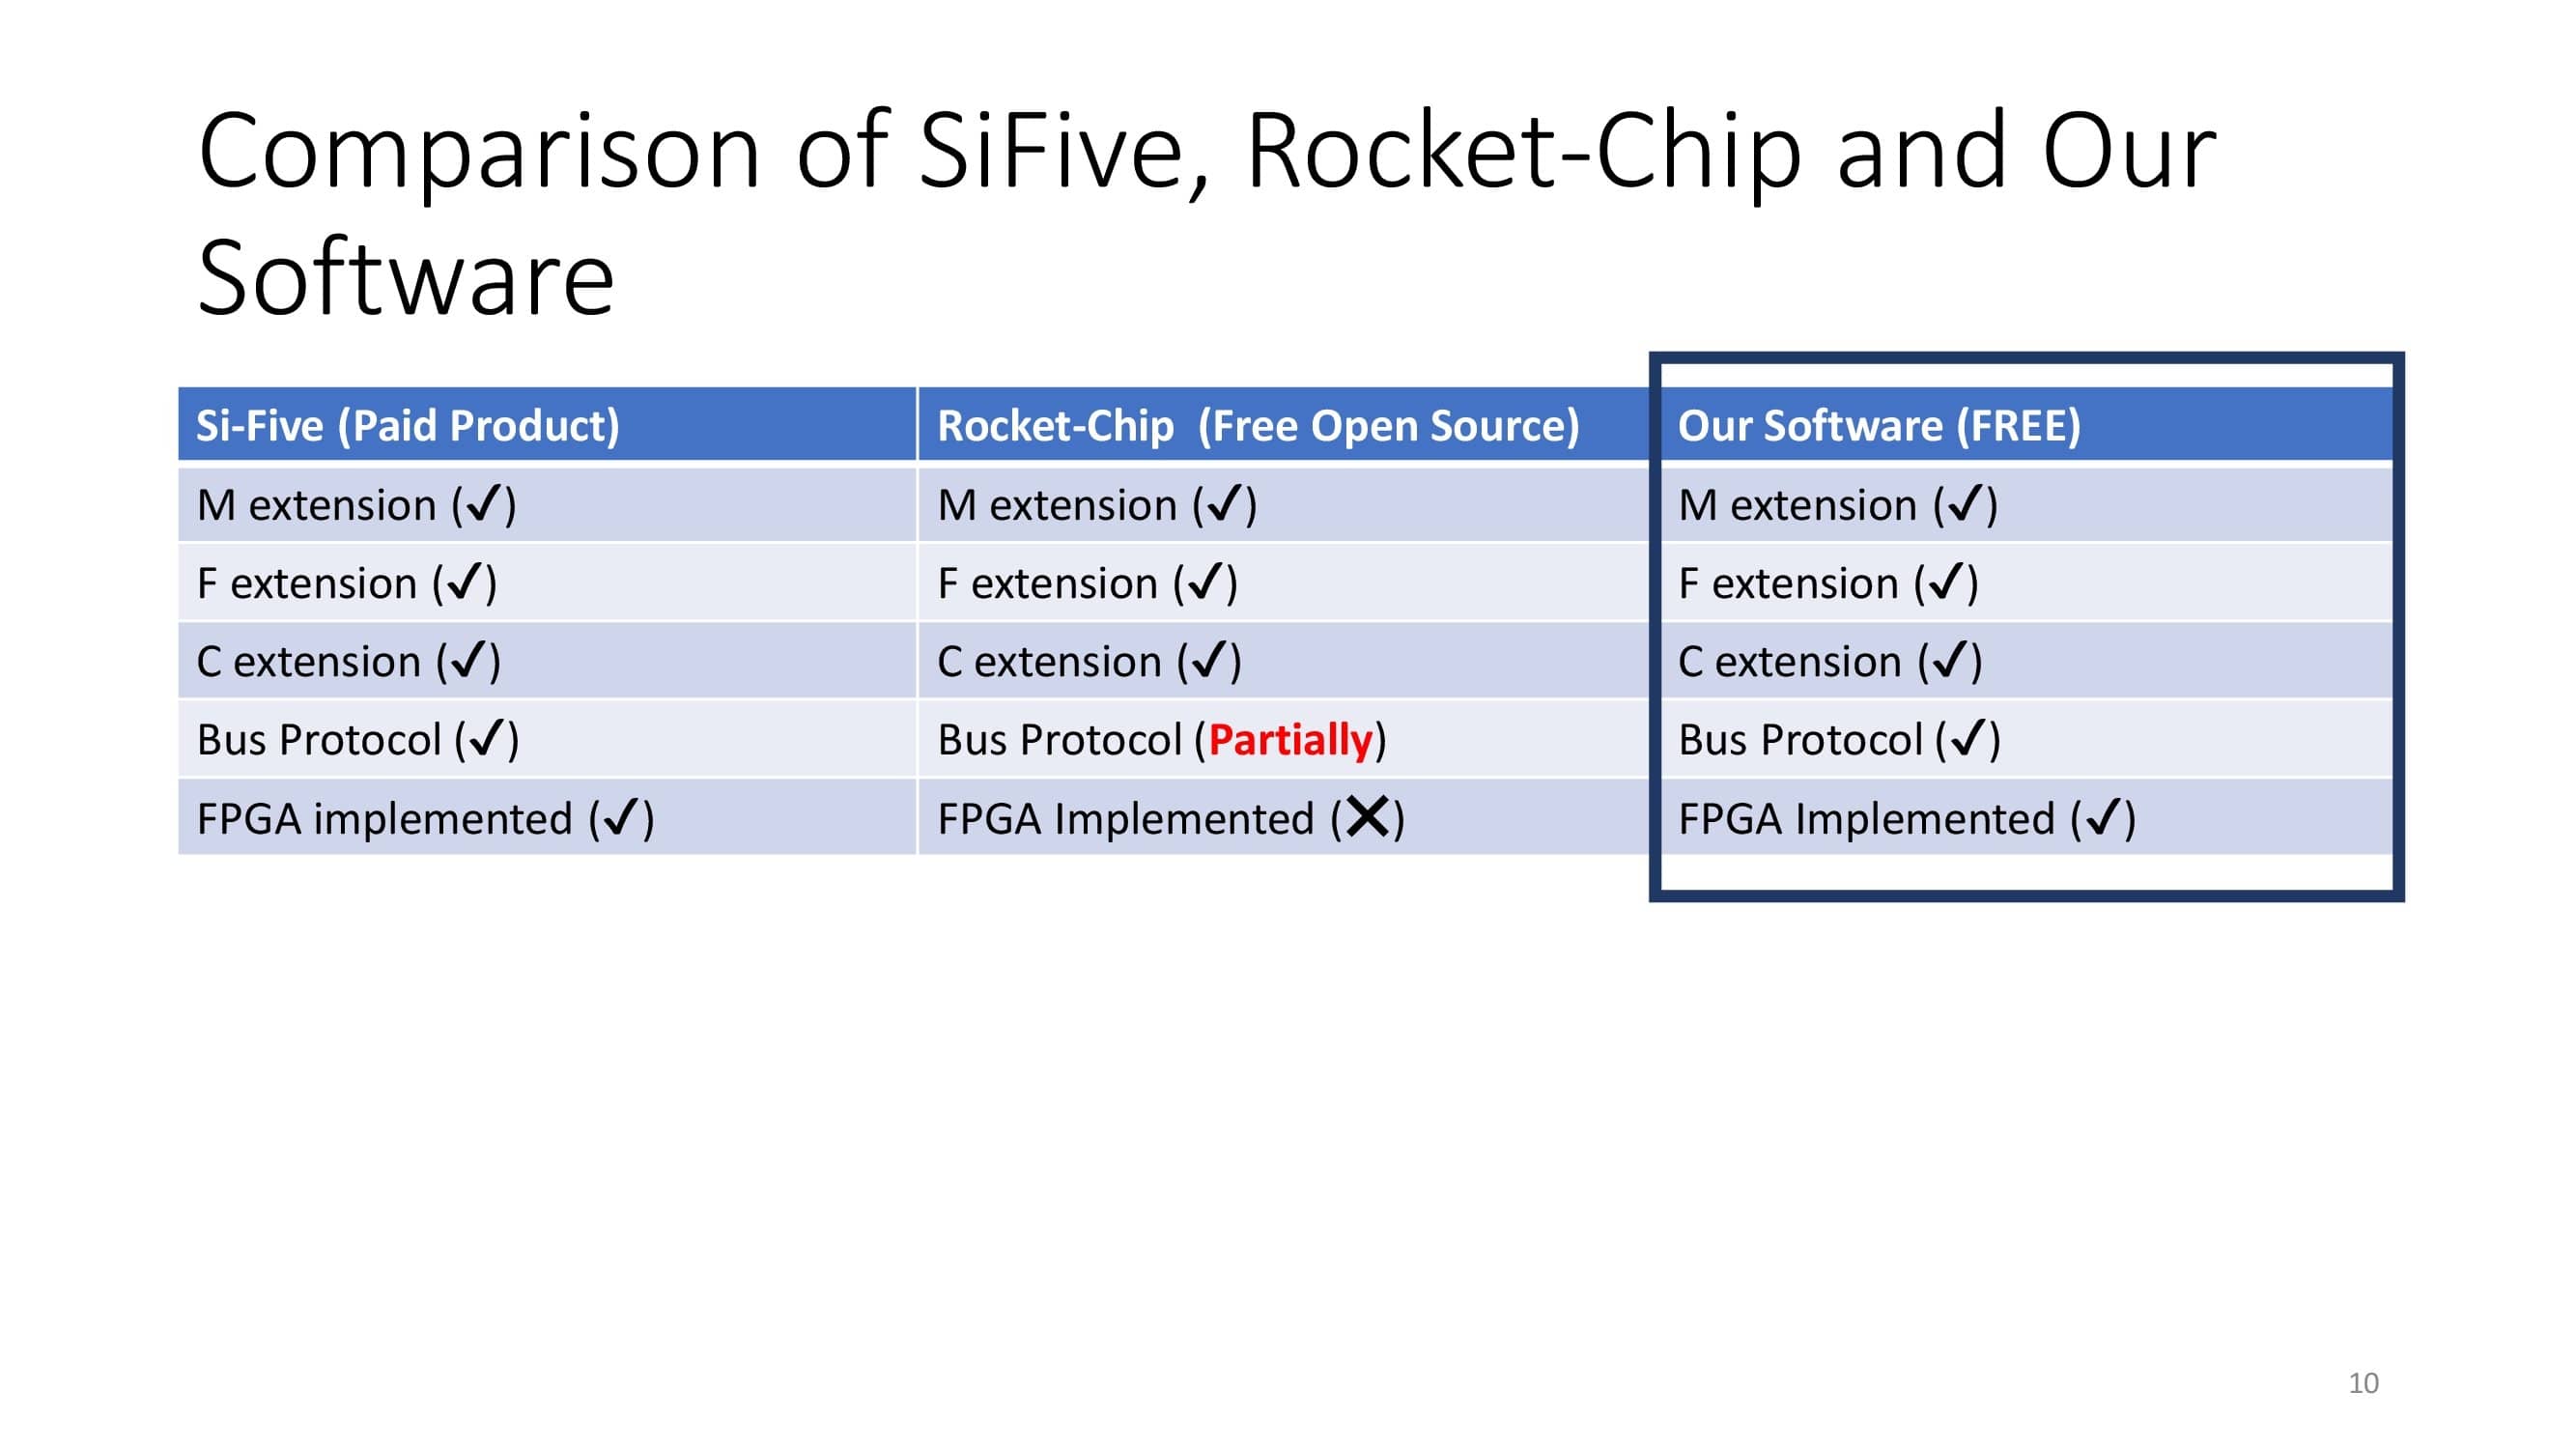 Comparison of SiFive, Rocket-Chip and Our
Software
Si-Five (Paid Product) Rocket-Chip  (Free Open Source) Our Software (FREE)
M extension (✓) M extension (✓) M extension (✓)
F extension (✓) F extension (✓) F extension (✓)
C extension (✓) C extension (✓) C extension (✓)
Bus Protocol (✓) Bus Protocol (Partially) Bus Protocol (✓)
FPGA implemented (✓) FPGA Implemented (✕) FPGA Implemented (✓)
10